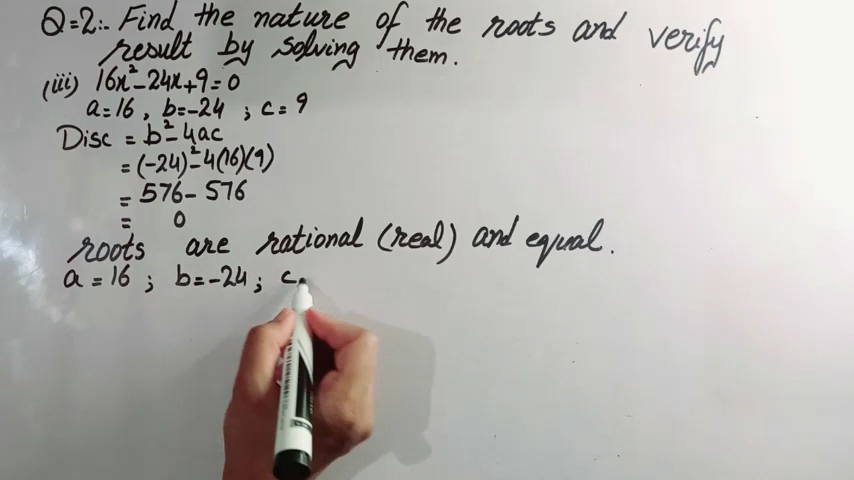 Q=2:- Find the nature of the roots and verify
result by solving them.
(iii) 16x²-24x+9=0
a=16, b=-24 ; c=9
Disc = b²-4ac
= (-24)²-4(16)(9)
= 576-576
= 0
roots are rational (real) and equal.
a=16 ; b=-24 ; c